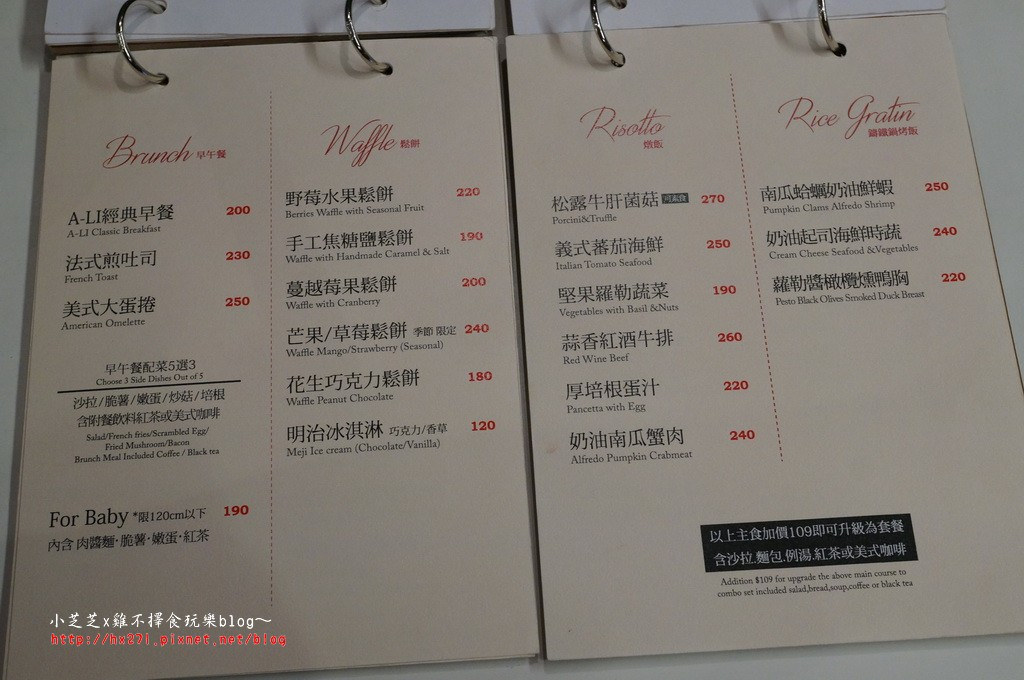 Brunch 早午餐
A-LI經典早餐 200
A-LI Classic Breakfast
法式煎吐司 230
French Toast
美式大蛋捲 250
American Omelette
早午餐配菜5選3
Choose 3 Side Dishes Out of 5
沙拉/脆薯/嫩蛋/炒菇/培根
含附餐飲料紅茶或美式咖啡
Salad/French fries/Scrambled Egg/
Fried Mushroom/Bacon
Brunch Meal Included Coffee / Black tea
For Baby *限120cm以下 190
內含 肉醬麵·脆薯·嫩蛋·紅茶
Waffle 鬆餅
野莓水果鬆餅 220
Berries Waffle with Seasonal Fruit
手工焦糖鹽鬆餅 190
Waffle with Handmade Caramel & Salt
蔓越莓果鬆餅 200
Waffle with Cranberry
芒果/草莓鬆餅 季節 限定 240
Waffle Mango/Strawberry (Seasonal)
花生巧克力鬆餅 180
Waffle Peanut Chocolate
明治冰淇淋 巧克力/香草 120
Meji Ice cream (Chocolate/Vanilla)
Risotto
燉飯
松露牛肝菌菇 可素食 270
Porcini&Truffle
義式蕃茄海鮮 250
Italian Tomato Seafood
堅果羅勒蔬菜 190
Vegetables with Basil &Nuts
蒜香紅酒牛排 260
Red Wine Beef
厚培根蛋汁 220
Pancetta with Egg
奶油南瓜蟹肉 240
Alfredo Pumpkin Crabmeat
Rice Gratin
鑄鐵鍋烤飯
南瓜蛤蠣奶油鮮蝦 250
Pumpkin Clams Alfredo Shrimp
奶油起司海鮮時蔬 240
Cream Cheese Seafood &Vegetables
羅勒醬橄欖燻鴨胸 220
Pesto Black Olives Smoked Duck Breast
以上主食加價109即可升級為套餐
含沙拉.麵包.例湯.紅茶或美式咖啡
Addition $109 for upgrade the above main course to
combo set included salad,bread,soup,coffee or black tea
小芝芝x雞不擇食玩樂blog～
http://hx271.pixnet.net/blog